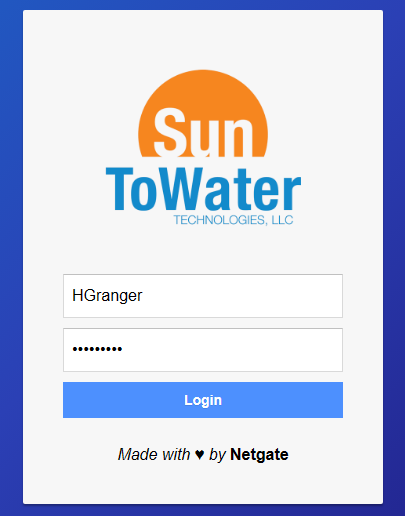 Sun
ToWater
TECHNOLOGIES, LLC
HGranger
•••••••••
Login
Made with ♥ by Netgate